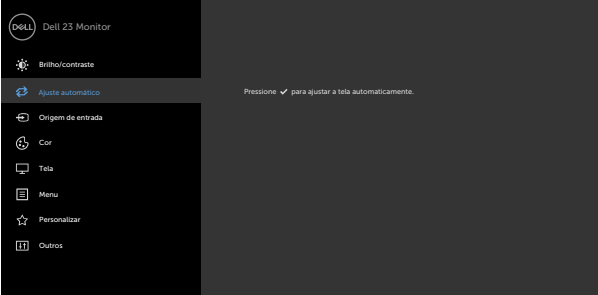 DELL
Dell 23 Monitor
Brilho/contraste
Ajuste automático
Pressione ✓ para ajustar a tela automaticamente.
Origem de entrada
Cor
Tela
Menu
Personalizar
Outros